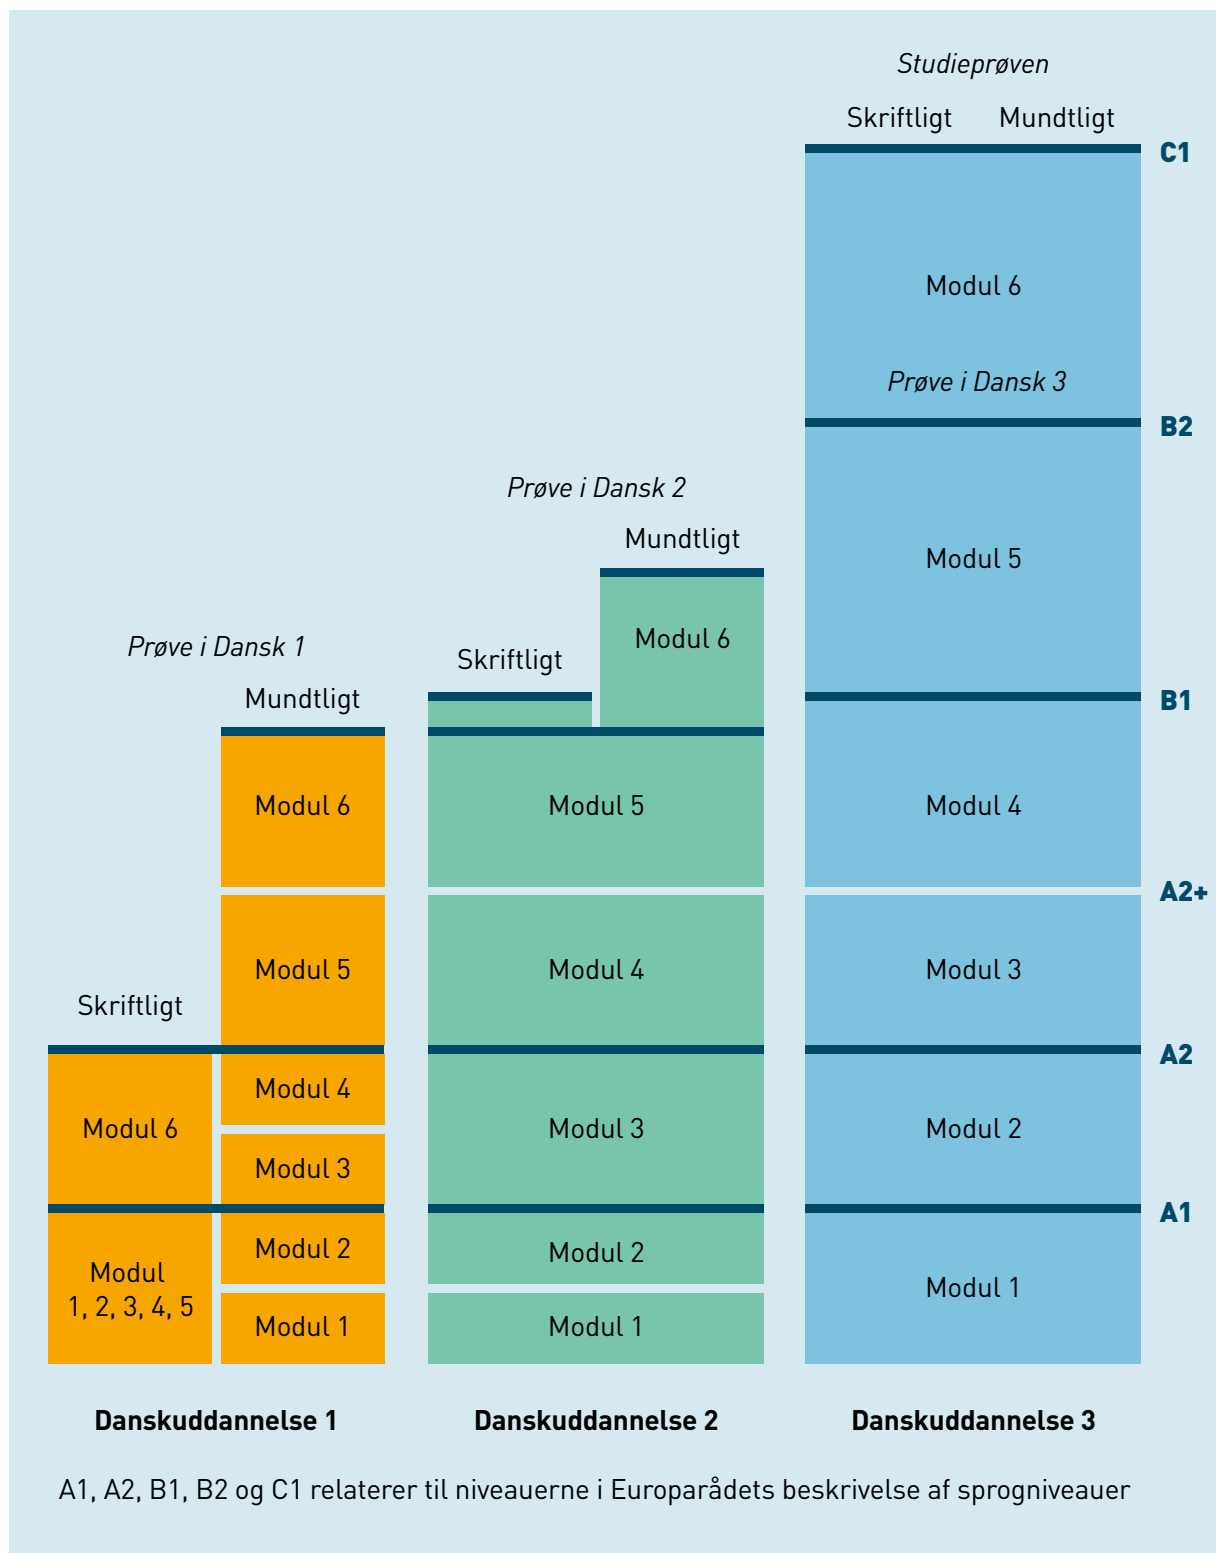 Studieprøven
Skriftligt Mundtligt
C1
Modul 6
Prøve i Dansk 3
B2
Modul 5
B1
Modul 4
A2+
Modul 3
A2
Modul 2
A1
Modul 1
Danskuddannelse 3
Prøve i Dansk 2
Mundtligt
Modul 6
Skriftligt
Modul 5
Modul 4
Modul 3
Modul 2
Modul 1
Danskuddannelse 2
Prøve i Dansk 1
Mundtligt
Modul 6
Modul 5
Modul 4
Modul 3
Modul 2
Modul 1
Skriftligt
Modul 6
Modul
1, 2, 3, 4, 5
Danskuddannelse 1
A1, A2, B1, B2 og C1 relaterer til niveauerne i Europarådets beskrivelse af sprogniveauer